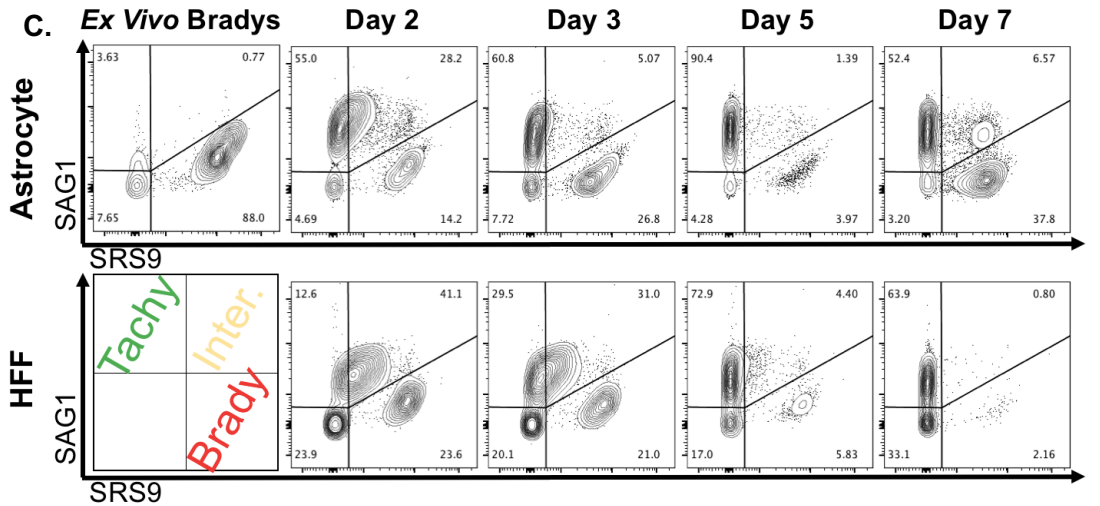 C. Ex Vivo Bradys Day 2 Day 3 Day 5 Day 7
Astrocyte
SAG1
3.63 0.77
7.65 88.0
55.0 28.2
4.69 14.2
60.8 5.07
7.72 26.8
90.4 1.39
4.28 3.97
52.4 6.57
3.20 37.8
SRS9
HFF
SAG1
Tachy
Inter.
Brady
12.6 41.1
23.9 23.6
29.5 31.0
20.1 21.0
72.9 4.40
17.0 5.83
63.9 0.80
33.1 2.16
SRS9